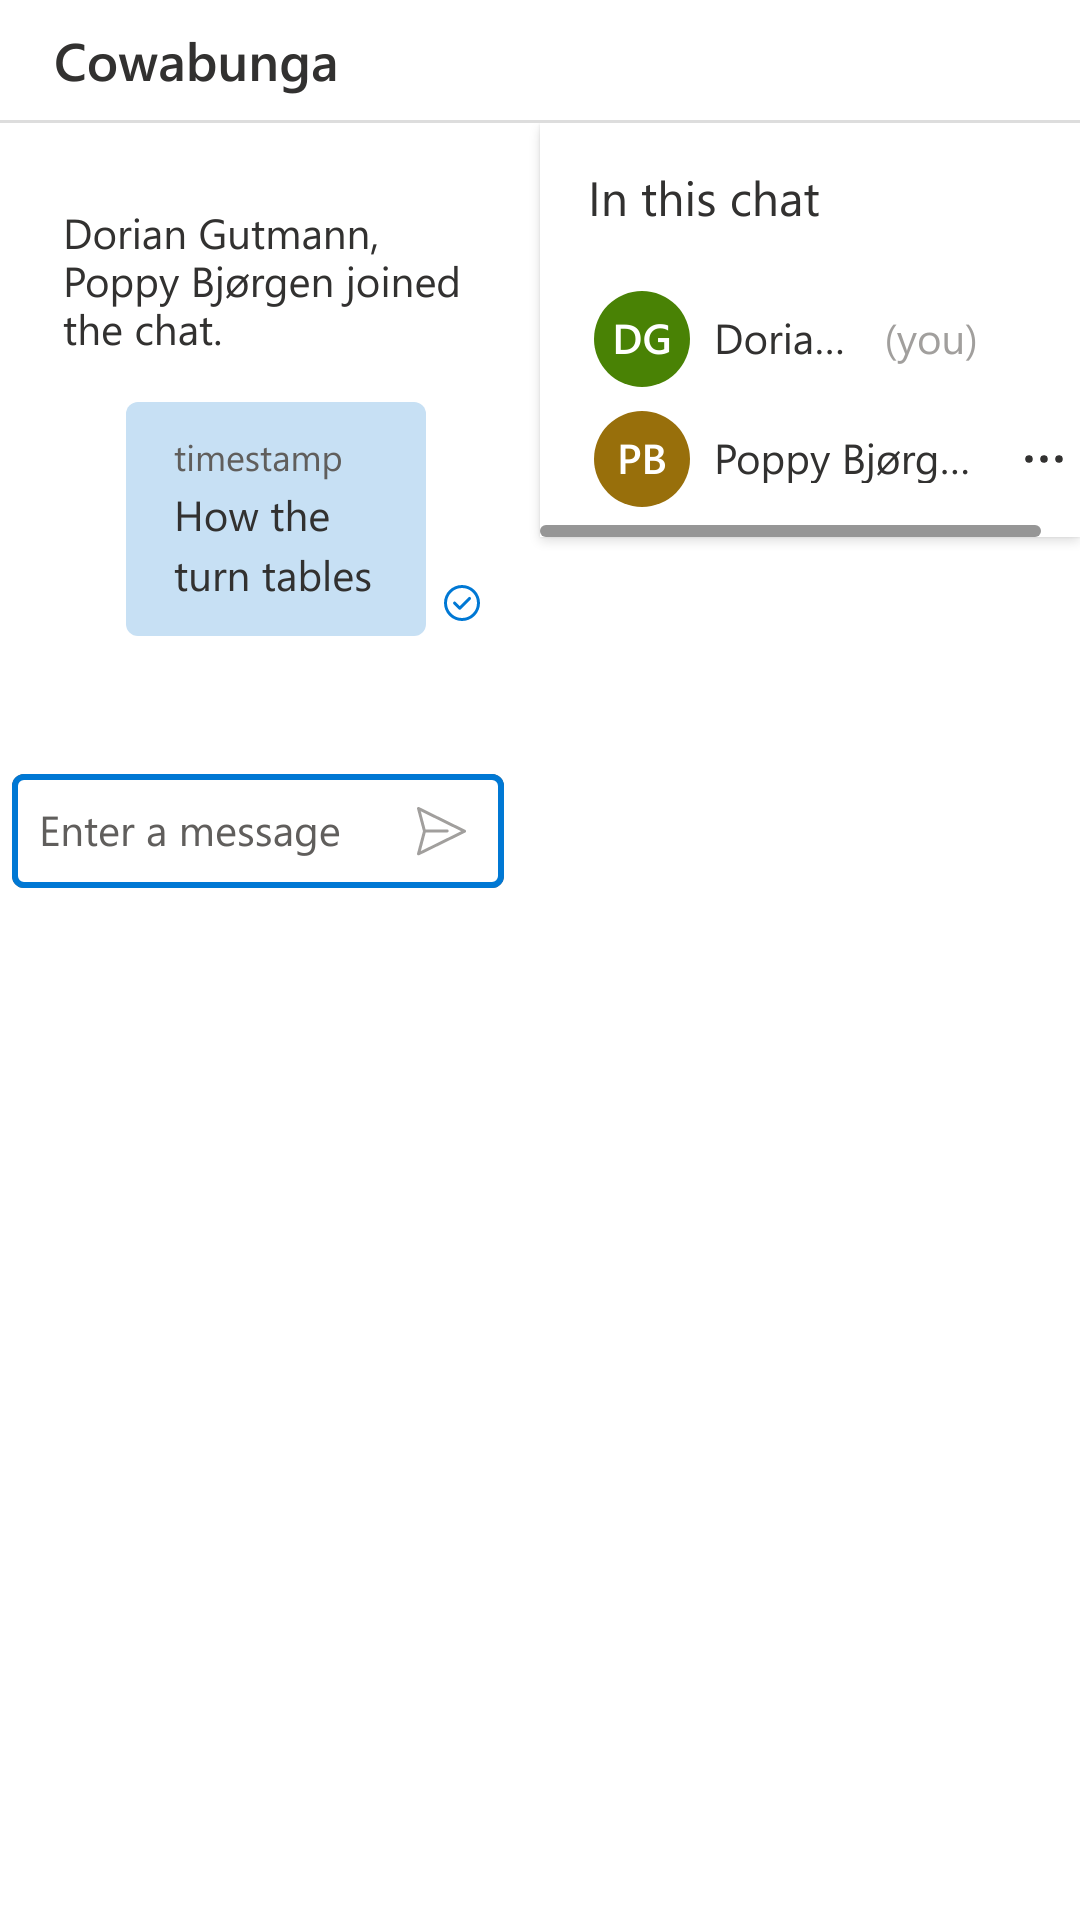 Cowabunga
Dorian Gutmann,
Poppy Bjørgen joined
the chat.
timestamp
How the
turn tables
Enter a message
In this chat
DG Doria... (you)
PB Poppy Bjørg...